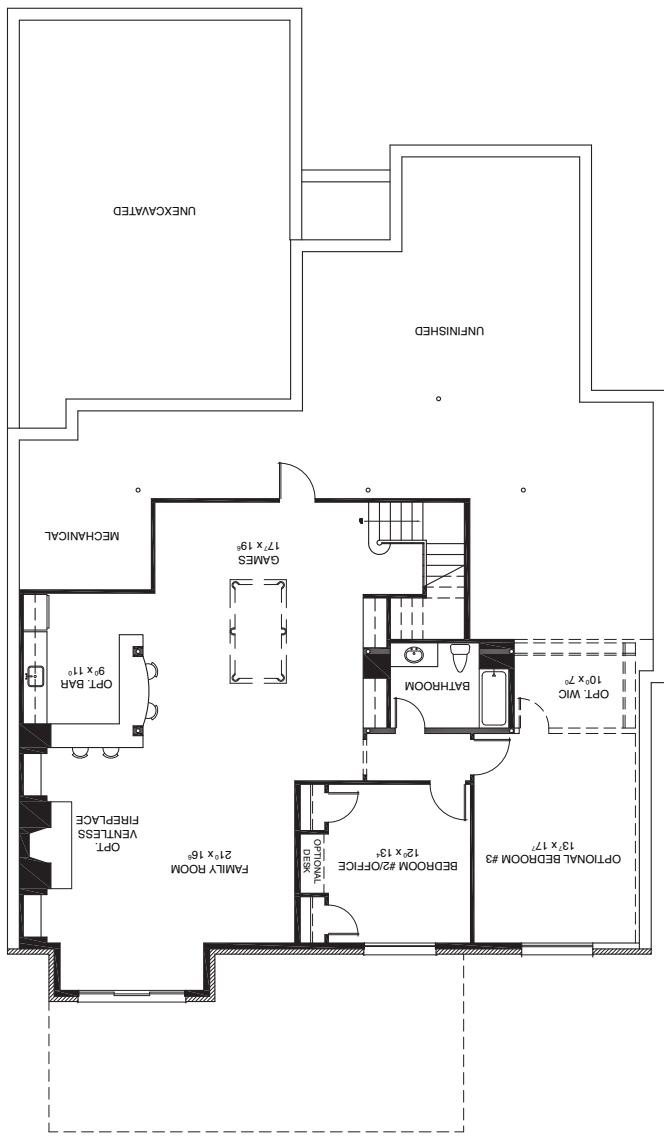 OPTIONAL BEDROOM #3
13⁷ x 17⁷
BEDROOM #2/OFFICE
12⁰ x 13⁴
OPTIONAL
DESK
FAMILY ROOM
21⁰ x 16⁶
OPT.
VENTLESS
FIREPLACE
OPT. WIC
10⁰ x 7⁰
BATHROOM
OPT. BAR
9⁰ x 11⁰
GAMES
17⁷ x 19⁶
MECHANICAL
UNFINISHED
UNEXCAVATED